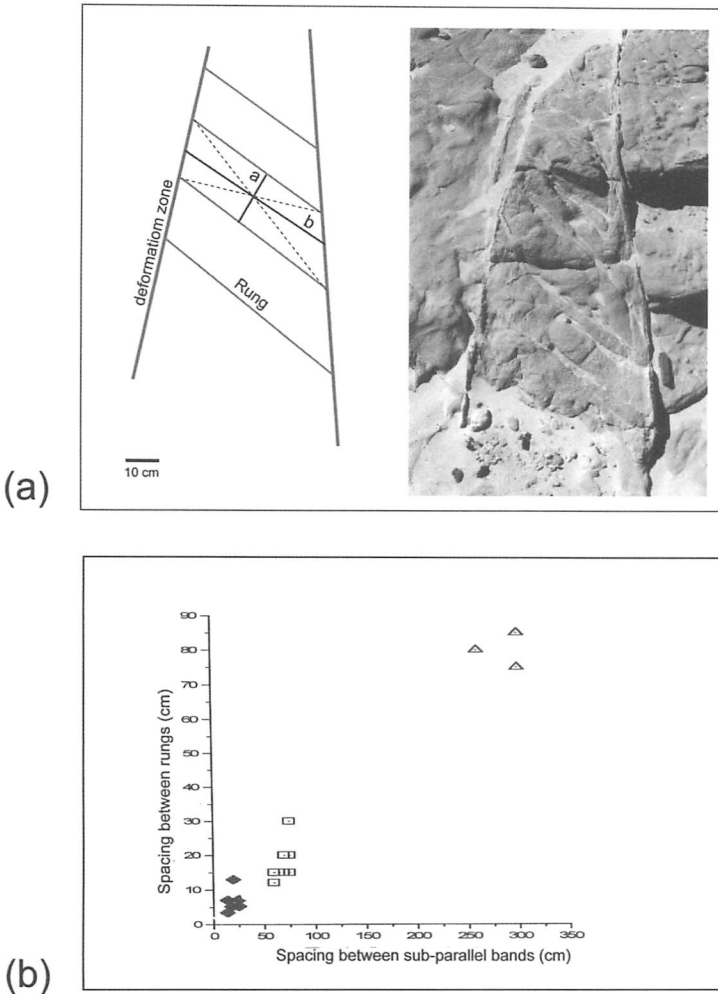 deformatiom zone
a
b
Rung
10 cm
(a)
90
80
70
60
50
40
30
20
10
0
Spacing between rungs (cm)
0 50 100 150 200 250 300 350
Spacing between sub-parallel bands (cm)
(b)